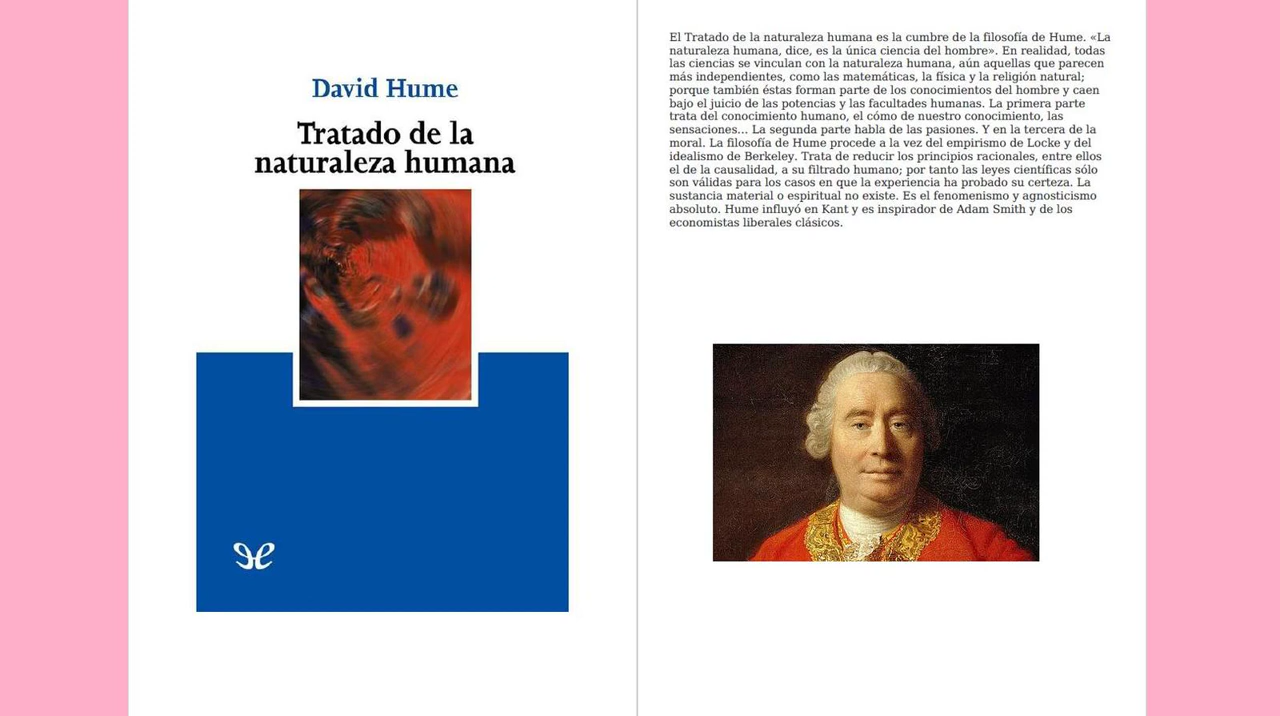 David Hume
Tratado de la
naturaleza humana
El Tratado de la naturaleza humana es la cumbre de la filosofía de Hume. «La
naturaleza humana, dice, es la única ciencia del hombre». En realidad, todas
las ciencias se vinculan con la naturaleza humana, aún aquellas que parecen
más independientes, como las matemáticas, la física y la religión natural;
porque también éstas forman parte de los conocimientos del hombre y caen
bajo el juicio de las potencias y las facultades humanas. La primera parte
trata del conocimiento humano, el cómo de nuestro conocimiento, las
sensaciones... La segunda parte habla de las pasiones. Y en la tercera de la
moral. La filosofía de Hume procede a la vez del empirismo de Locke y del
idealismo de Berkeley. Trata de reducir los principios racionales, entre ellos
el de la causalidad, a su filtrado humano; por tanto las leyes científicas sólo
son válidas para los casos en que la experiencia ha probado su certeza. La
sustancia material o espiritual no existe. Es el fenomenismo y agnosticismo
absoluto. Hume influyó en Kant y es inspirador de Adam Smith y de los
economistas liberales clásicos.